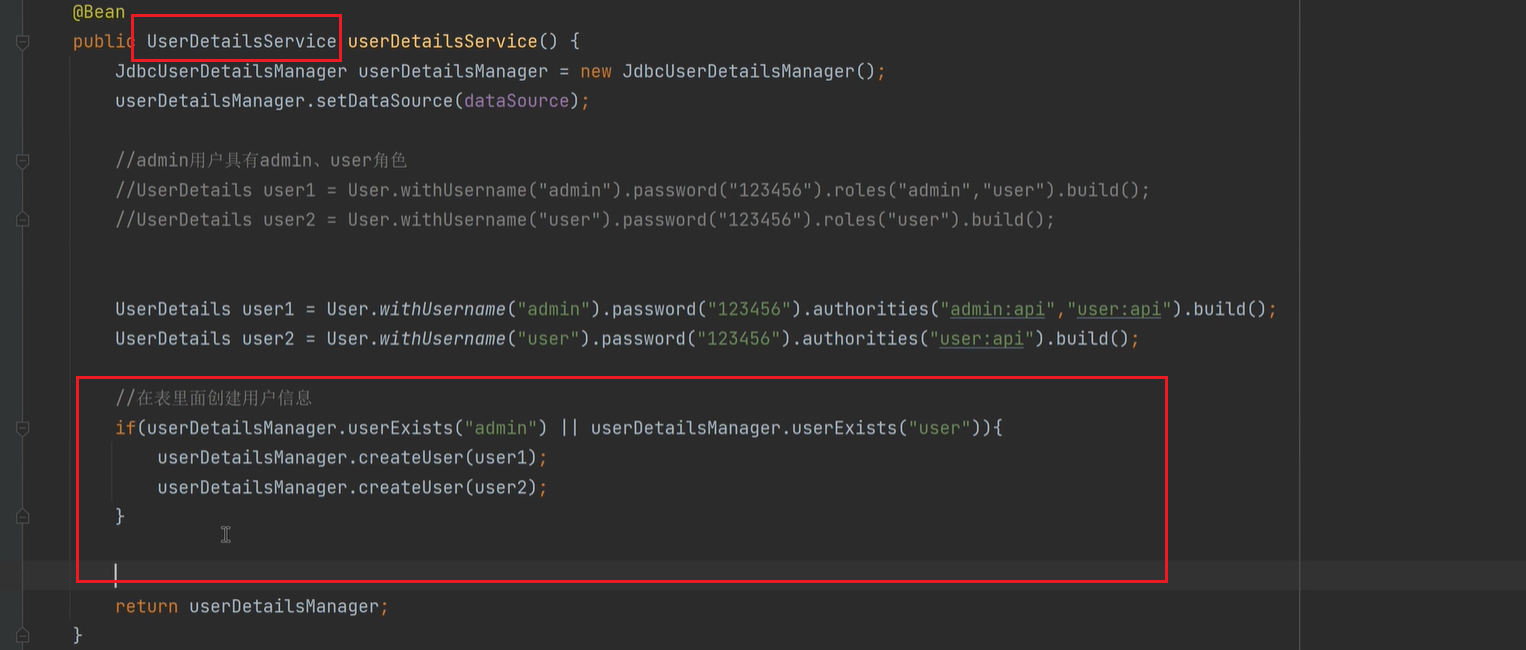 @Bean
public UserDetailsService userDetailsService() {
JdbcUserDetailsManager userDetailsManager = new JdbcUserDetailsManager();
userDetailsManager.setDataSource(dataSource);
//admin用户具有admin、user角色
//UserDetails user1 = User.withUsername("admin").password("123456").roles("admin","user").build();
//UserDetails user2 = User.withUsername("user").password("123456").roles("user").build();
UserDetails user1 = User.withUsername("admin").password("123456").authorities("admin:api","user:api").build();
UserDetails user2 = User.withUsername("user").password("123456").authorities("user:api").build();
//在表里面创建用户信息
if(userDetailsManager.userExists("admin") || userDetailsManager.userExists("user")){
userDetailsManager.createUser(user1);
userDetailsManager.createUser(user2);
}
return userDetailsManager;
}